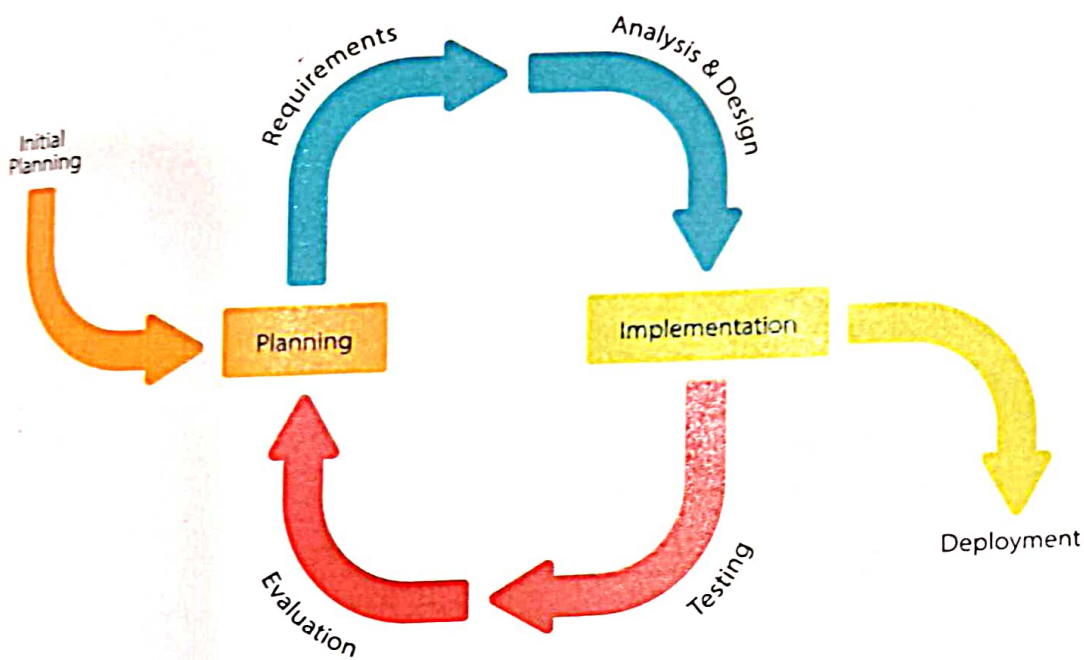 Requirements
Analysis & Design
Initial
Planning
Planning
Implementation
Deployment
Testing
Evaluation